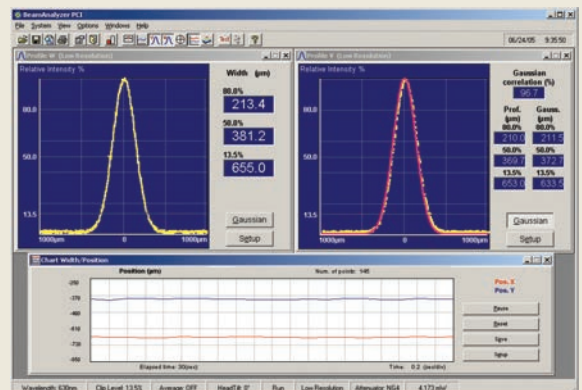 BeamAnalyzer PCI
File System View Options Windows Help
06/24/05 9:35:50
Profile W (Low Resolution)
Relative Intensity %
80.0
50.0
13.5
1000µm 0 1000µm
Width (µm)
80.0%
213.4
50.0%
381.2
13.5%
655.0
Gaussian
Setup
Profile V (Low Resolution)
Relative Intensity %
80.0
50.0
13.5
1000µm 0 1000µm
Gaussian
correlation (%)
96.7
Prof. Gauss.
(µm) (µm)
80.0% 80.0%
210.0 211.5
50.0% 50.0%
369.7 372.7
13.5% 13.5%
653.0 633.5
Gaussian
Setup
Chart Width/Position
Position (µm) Num. of points: 146
Pos. X
Pos. Y
-370
-610
Pause
Reset
Save
Setup
Elapsed time: 30(sec) Time: 0.2 (min/div)
Wavelength: 630nm Clip Level: 13.5% Average: OFF HeadTilt: 0° Run Low Resolution Attenuator: NG4 4.173 mW